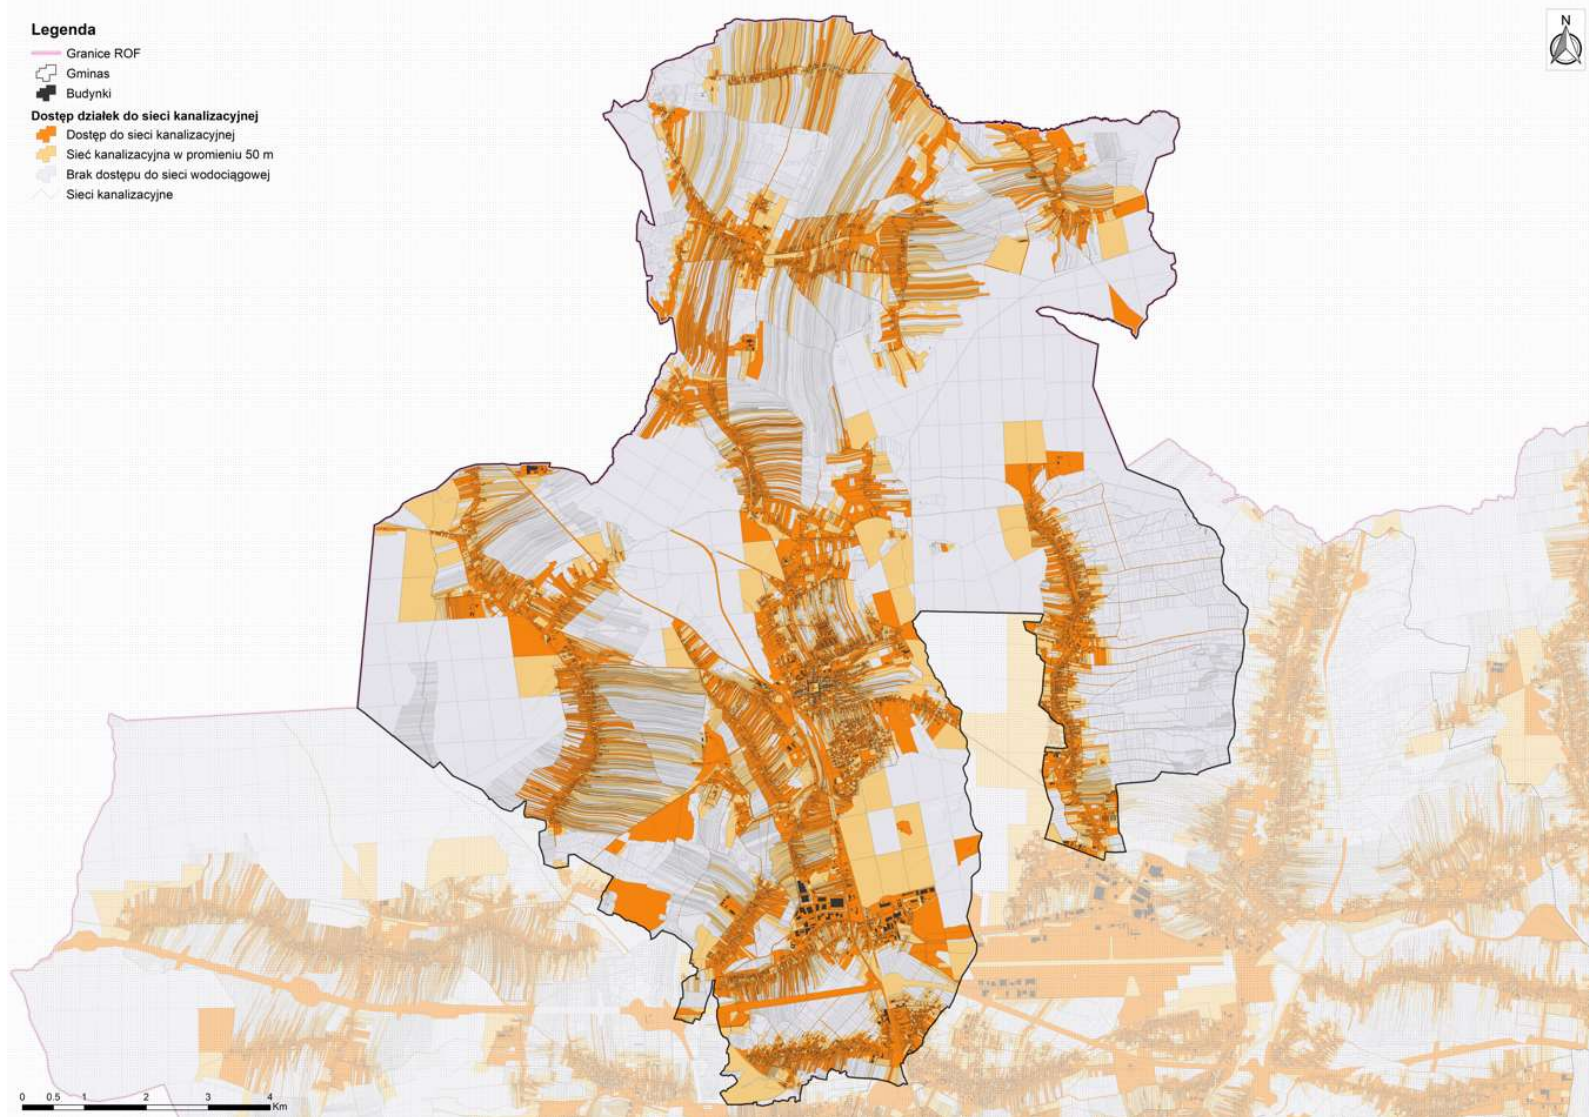 Legenda
Granice ROF
Gminas
Budynki
Dostęp działek do sieci kanalizacyjnej
Dostęp do sieci kanalizacyjnej
Sieć kanalizacyjna w promieniu 50 m
Brak dostępu do sieci wodociągowej
Sieci kanalizacyjne
N
0 0.5 1 2 3 4
Km